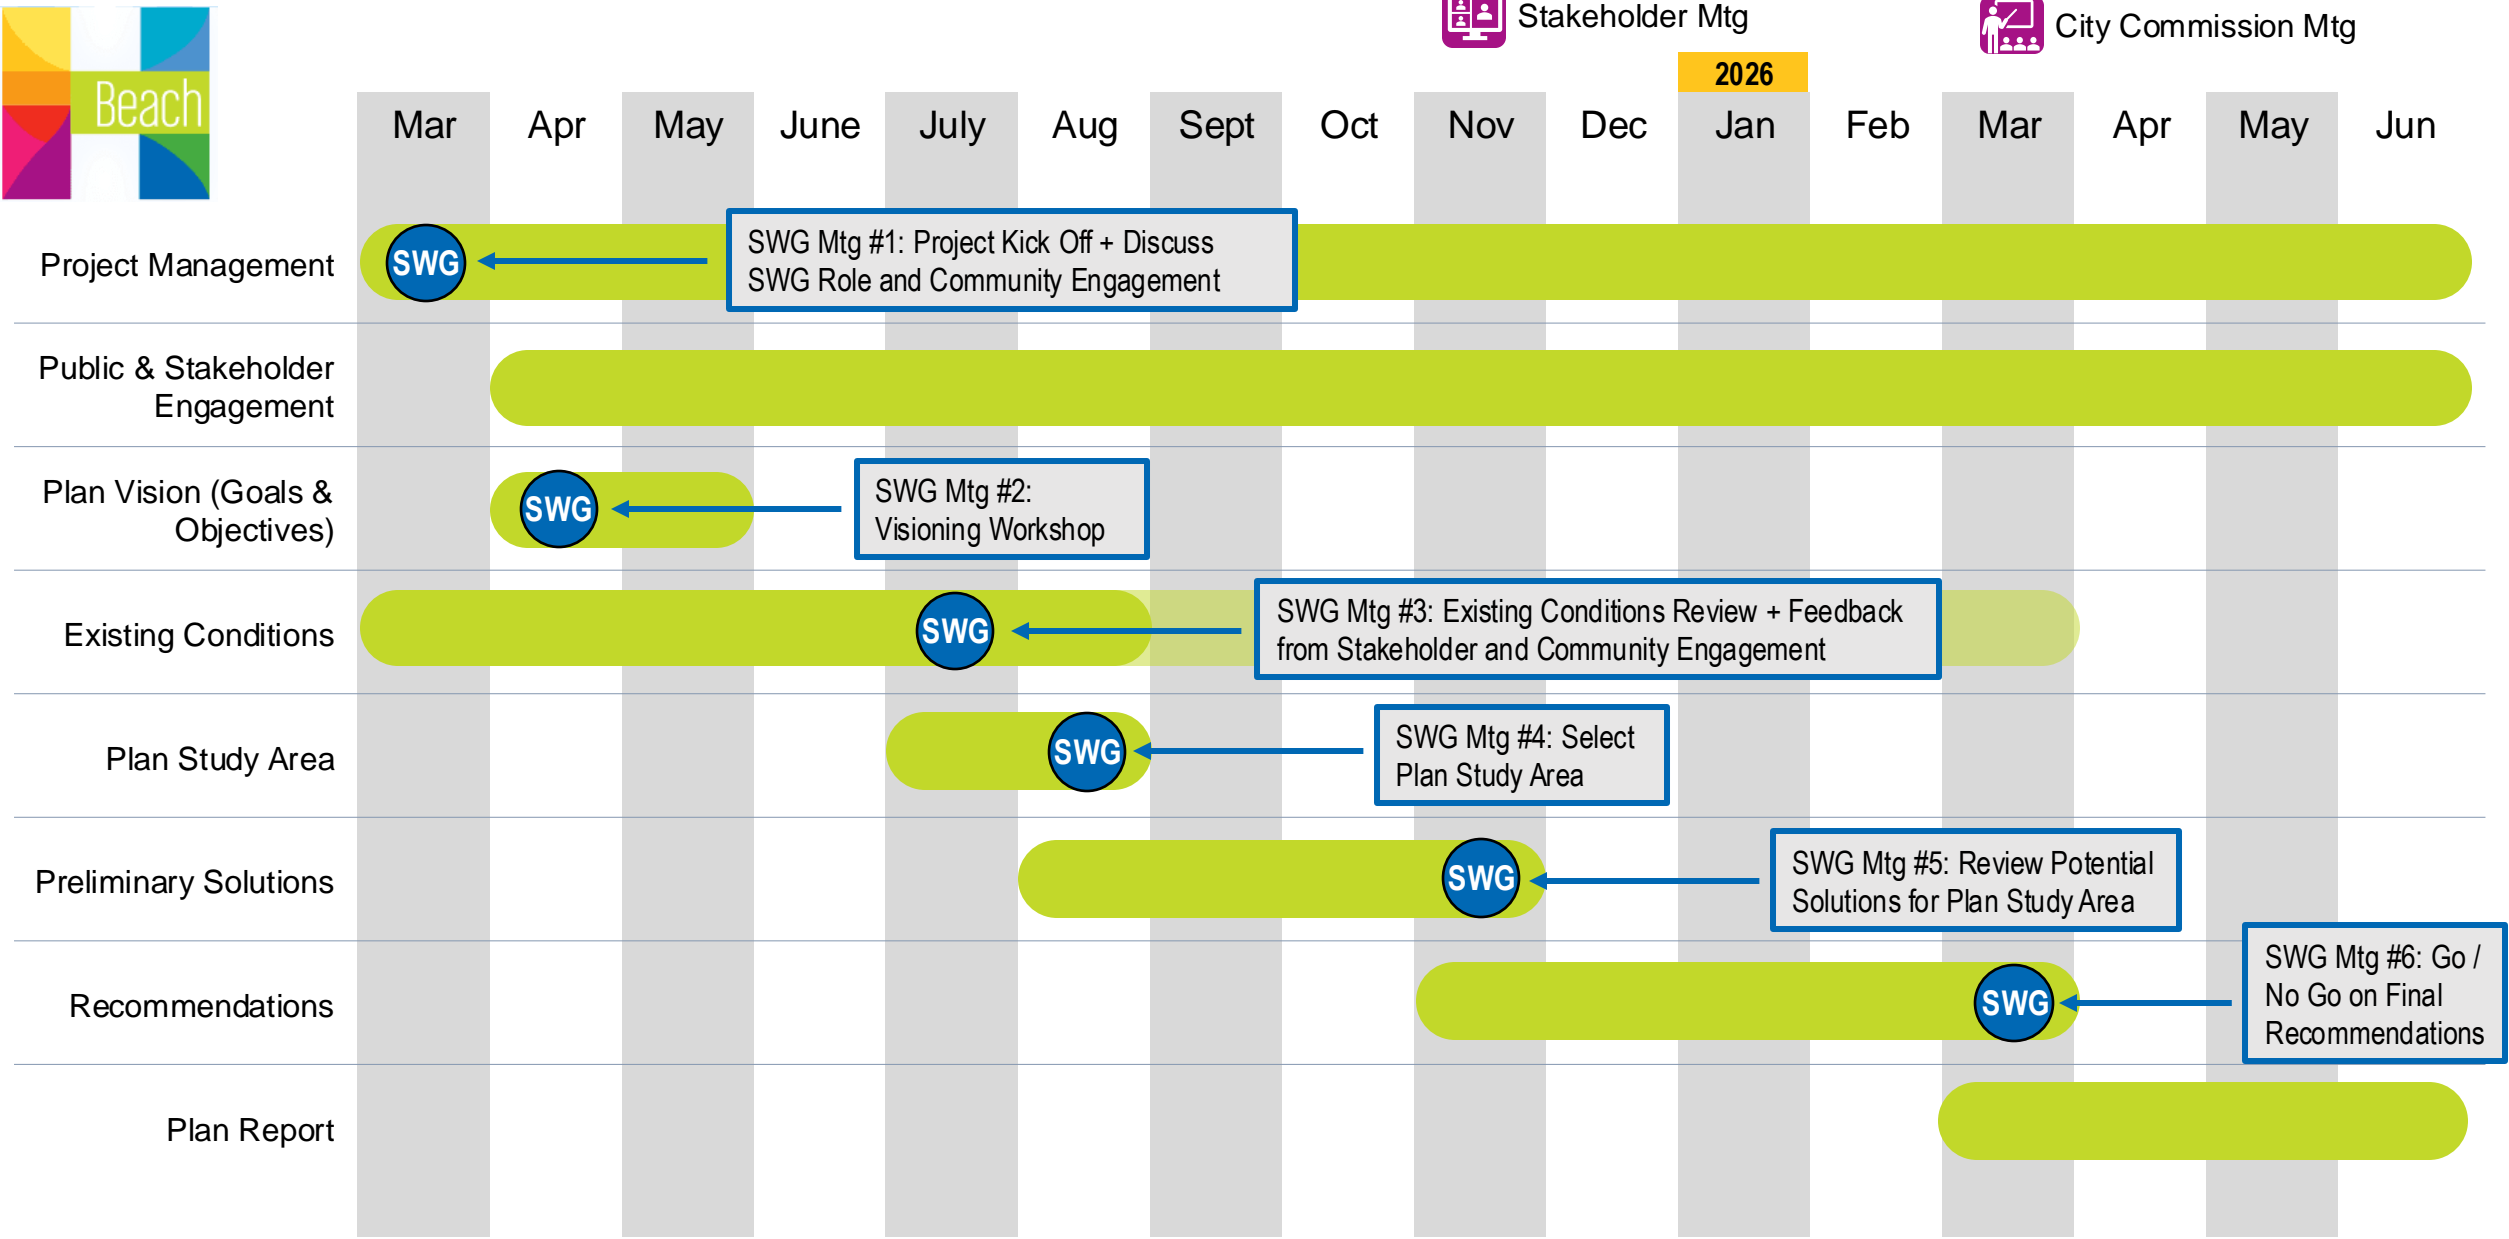 Stakeholder Mtg
City Commission Mtg
2026
Beach
Mar Apr May June July Aug Sept Oct Nov Dec Jan Feb Mar Apr May Jun
Project Management
SWG
SWG Mtg #1: Project Kick Off + Discuss
SWG Role and Community Engagement
Public & Stakeholder
Engagement
Plan Vision (Goals &
Objectives)
SWG
SWG Mtg #2:
Visioning Workshop
Existing Conditions
SWG
SWG Mtg #3: Existing Conditions Review + Feedback
from Stakeholder and Community Engagement
Plan Study Area
SWG
SWG Mtg #4: Select
Plan Study Area
Preliminary Solutions
SWG
SWG Mtg #5: Review Potential
Solutions for Plan Study Area
Recommendations
SWG
SWG Mtg #6: Go /
No Go on Final
Recommendations
Plan Report